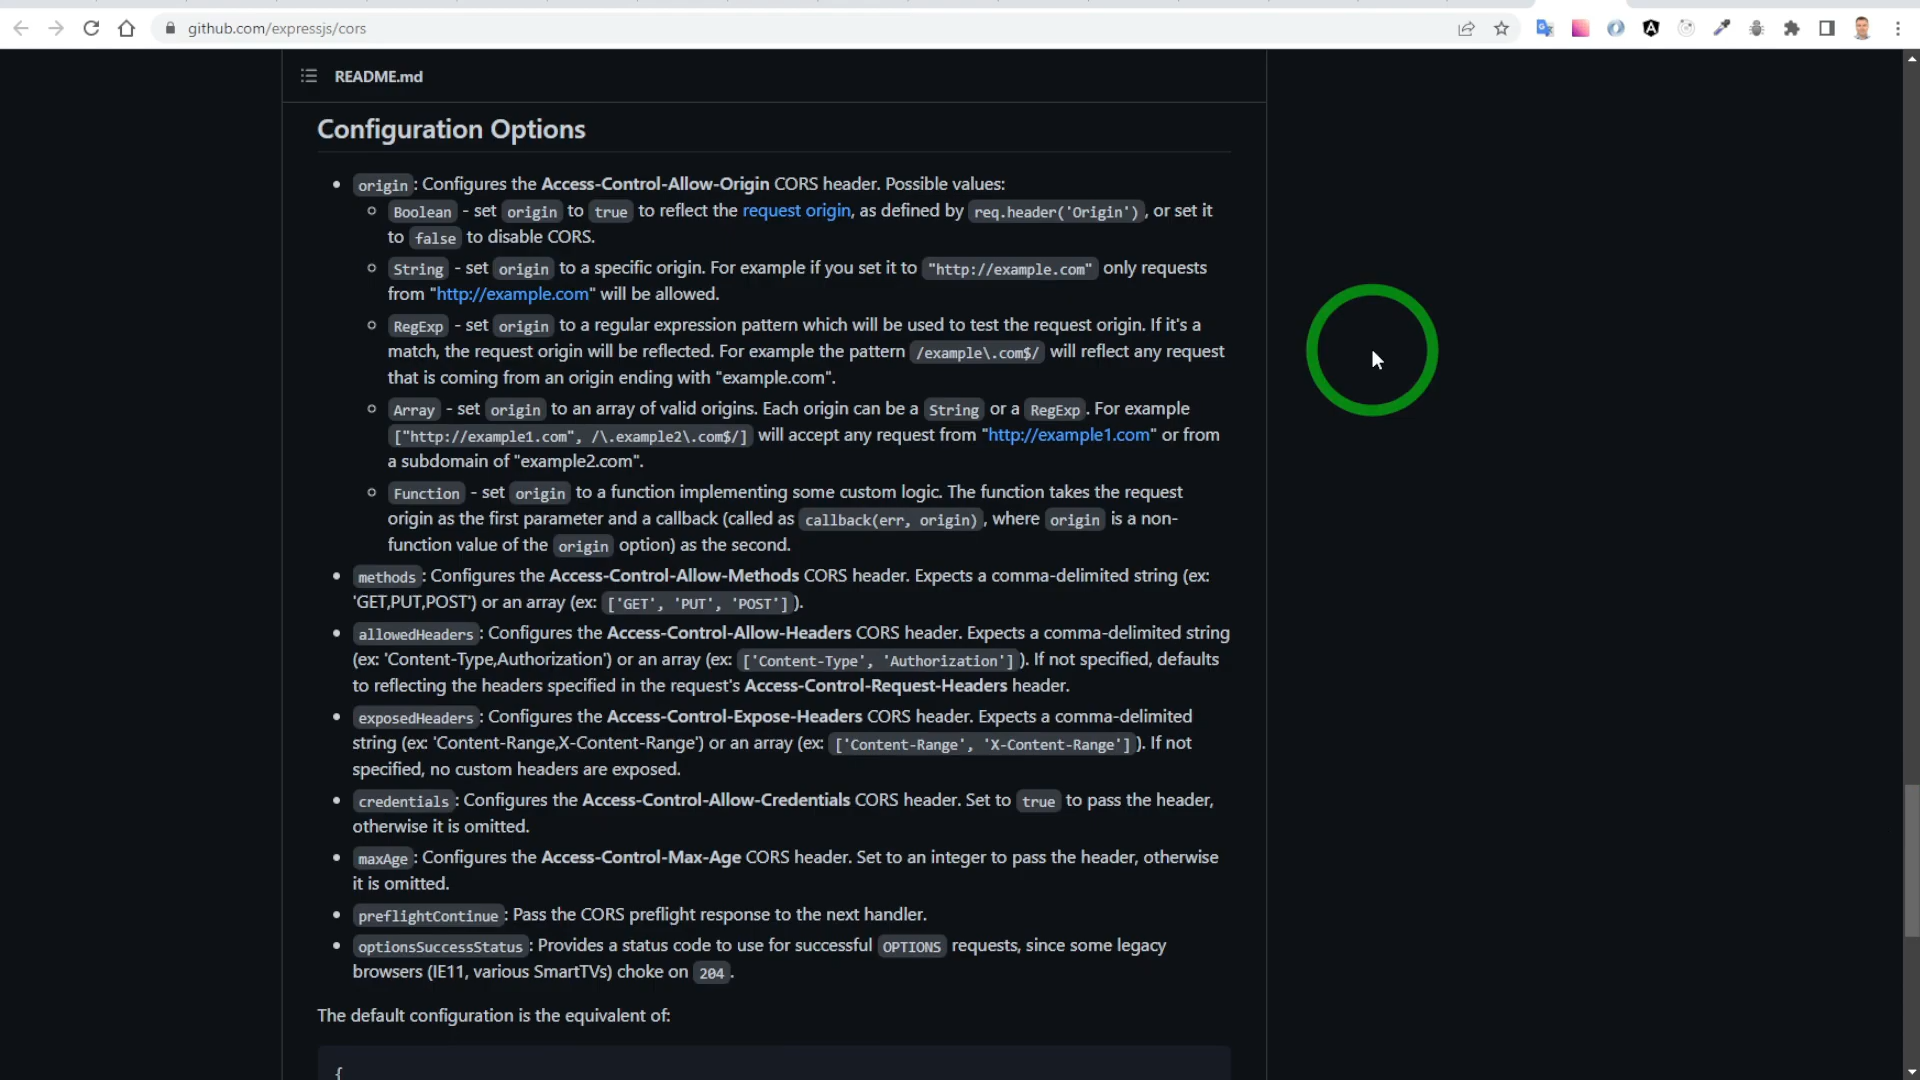 github.com/expressjs/cors
README.md
Configuration Options
origin: Configures the Access-Control-Allow-Origin CORS header. Possible values:
Boolean - set origin to true to reflect the request origin, as defined by req.header('Origin'), or set it
to false to disable CORS.
String - set origin to a specific origin. For example if you set it to "http://example.com" only requests
from "http://example.com" will be allowed.
RegExp - set origin to a regular expression pattern which will be used to test the request origin. If it's a
match, the request origin will be reflected. For example the pattern /example\.com$/ will reflect any request
that is coming from an origin ending with "example.com".
Array - set origin to an array of valid origins. Each origin can be a String or a RegExp. For example
["http://example1.com", /\.example2\.com$/] will accept any request from "http://example1.com" or from
a subdomain of "example2.com".
Function - set origin to a function implementing some custom logic. The function takes the request
origin as the first parameter and a callback (called as callback(err, origin), where origin is a non-
function value of the origin option) as the second.
methods: Configures the Access-Control-Allow-Methods CORS header. Expects a comma-delimited string (ex:
'GET,PUT,POST') or an array (ex: ['GET', 'PUT', 'POST']).
allowedHeaders: Configures the Access-Control-Allow-Headers CORS header. Expects a comma-delimited string
(ex: 'Content-Type,Authorization') or an array (ex: ['Content-Type', 'Authorization']). If not specified, defaults
to reflecting the headers specified in the request's Access-Control-Request-Headers header.
exposedHeaders: Configures the Access-Control-Expose-Headers CORS header. Expects a comma-delimited
string (ex: 'Content-Range,X-Content-Range') or an array (ex: ['Content-Range', 'X-Content-Range']). If not
specified, no custom headers are exposed.
credentials: Configures the Access-Control-Allow-Credentials CORS header. Set to true to pass the header,
otherwise it is omitted.
maxAge: Configures the Access-Control-Max-Age CORS header. Set to an integer to pass the header, otherwise
it is omitted.
preflightContinue: Pass the CORS preflight response to the next handler.
optionsSuccessStatus: Provides a status code to use for successful OPTIONS requests, since some legacy
browsers (IE11, various SmartTVs) choke on 204.
The default configuration is the equivalent of:
{